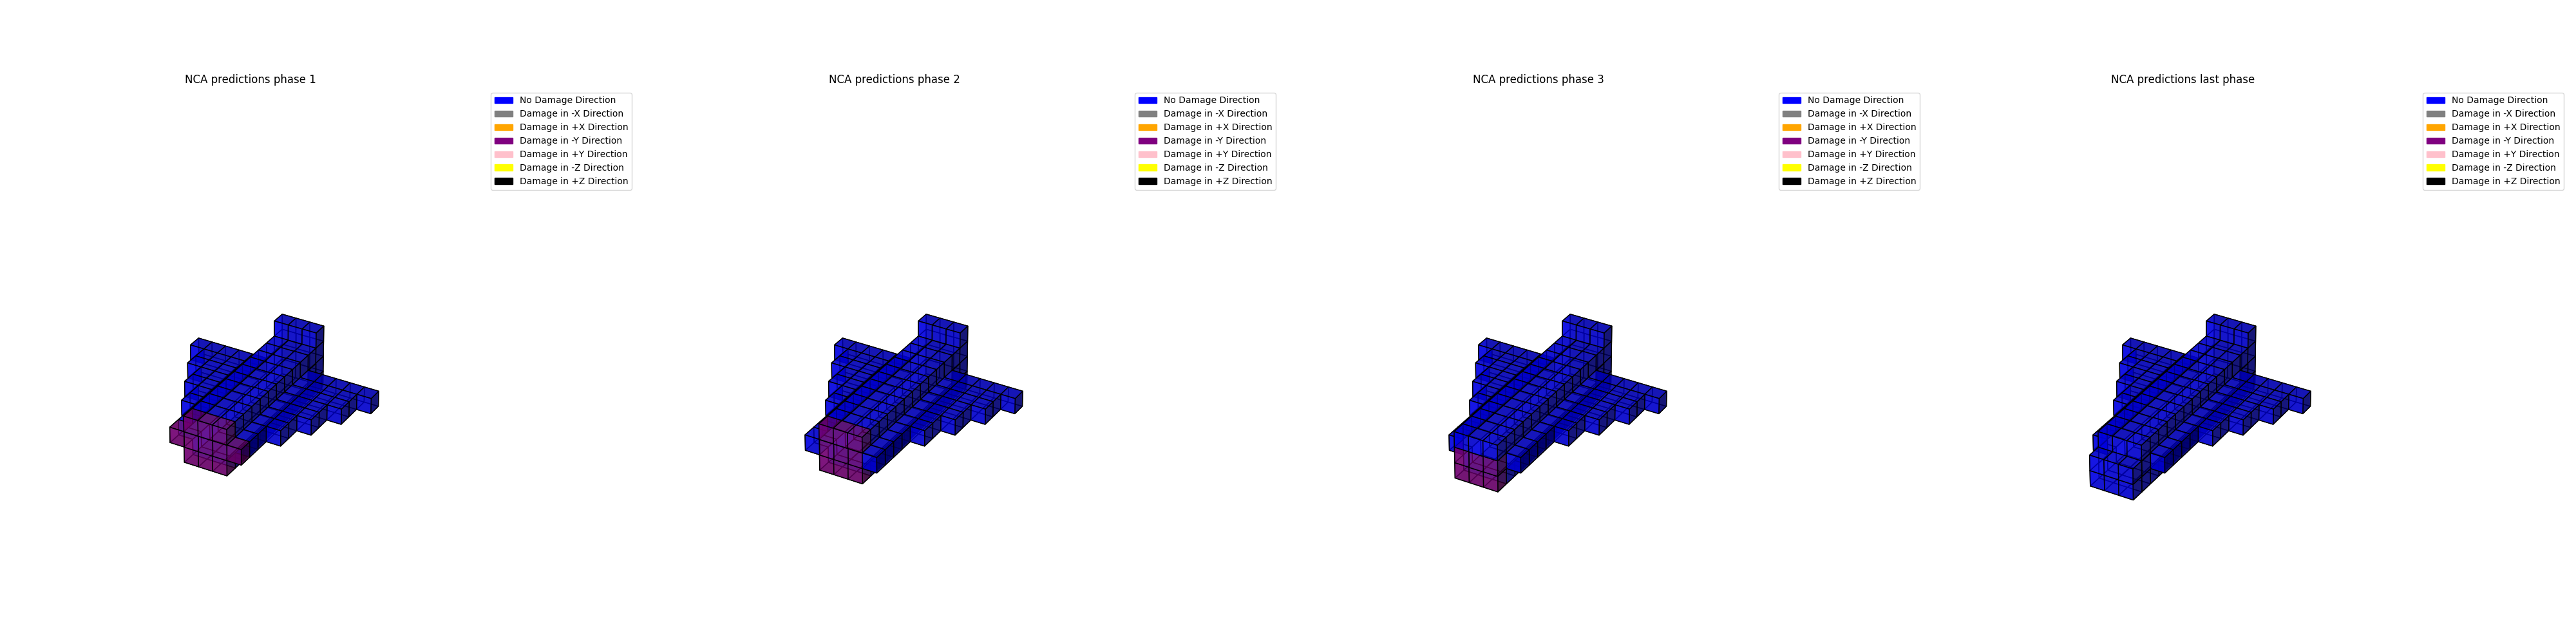 NCA predictions phase 1
No Damage Direction
Damage in -X Direction
Damage in +X Direction
Damage in -Y Direction
Damage in +Y Direction
Damage in -Z Direction
Damage in +Z Direction
NCA predictions phase 2
No Damage Direction
Damage in -X Direction
Damage in +X Direction
Damage in -Y Direction
Damage in +Y Direction
Damage in -Z Direction
Damage in +Z Direction
NCA predictions phase 3
No Damage Direction
Damage in -X Direction
Damage in +X Direction
Damage in -Y Direction
Damage in +Y Direction
Damage in -Z Direction
Damage in +Z Direction
NCA predictions last phase
No Damage Direction
Damage in -X Direction
Damage in +X Direction
Damage in -Y Direction
Damage in +Y Direction
Damage in -Z Direction
Damage in +Z Direction